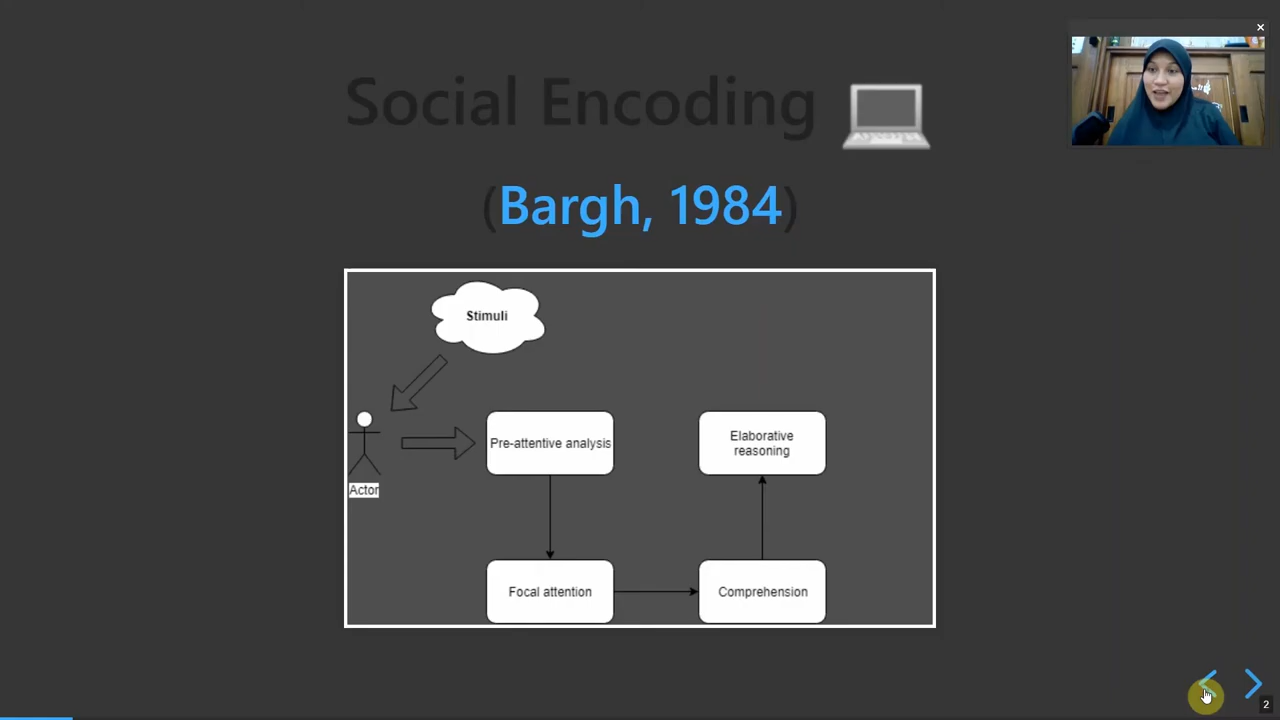 Social Encoding
(Bargh, 1984)
Stimuli
Actor
Pre-attentive analysis
Elaborative
reasoning
Focal attention
Comprehension
2